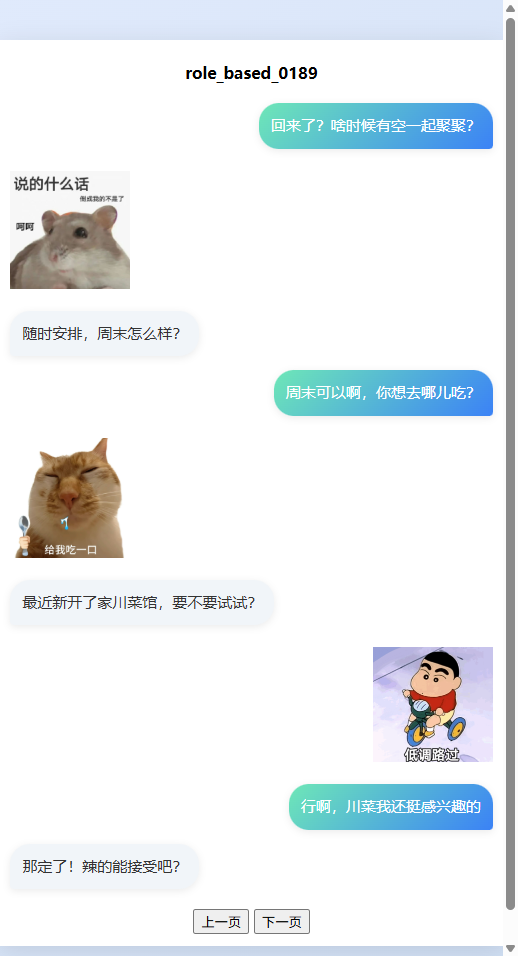 role_based_0189
回来了？啥时候有空一起聚聚？
说的什么话
倒成我的不是了
呵呵
随时安排，周末怎么样？
周末可以啊，你想去哪儿吃？
给我吃一口
最近新开了家川菜馆，要不要试试？
低调路过
行啊，川菜我还挺感兴趣的
那定了！辣的能接受吧？
上一页 下一页